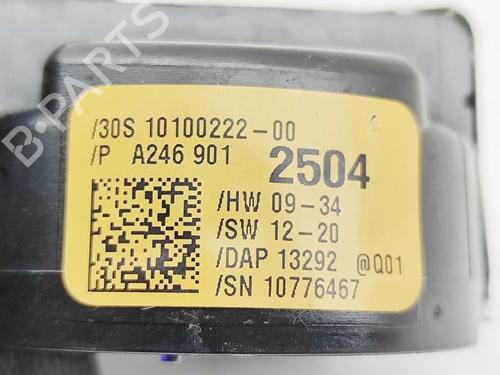 B-PARTS
/30S 10100222-00
/P A246 901 2504
/HW 09-34
/SW 12-20
/DAP 13292 @Q01
/SN 10776467